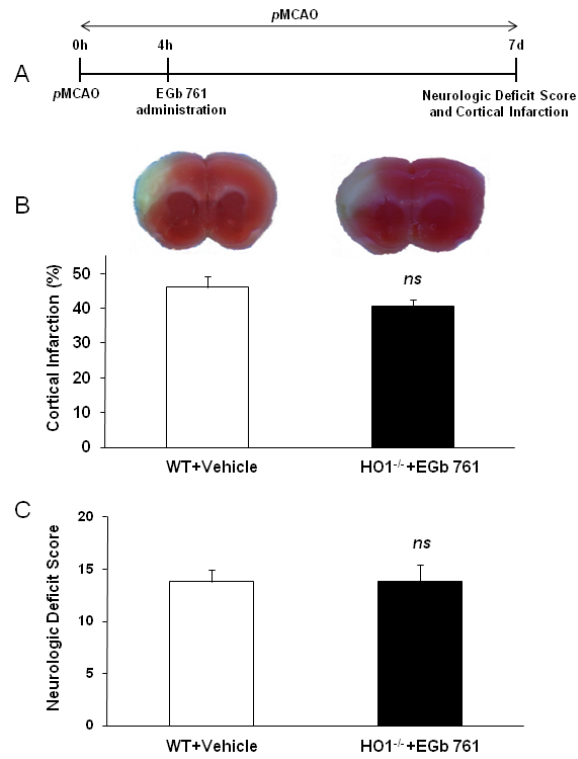 pMCAO
0h 4h 7d
A
pMCAO EGb 761 Neurologic Deficit Score
administration and Cortical Infarction
B
Cortical Infarction (%)
50
40
30
20
10
0
ns
WT+Vehicle HO1⁻/⁻+EGb 761
C
Neurologic Deficit Score
20
15
10
5
0
ns
WT+Vehicle HO1⁻/⁻+EGb 761